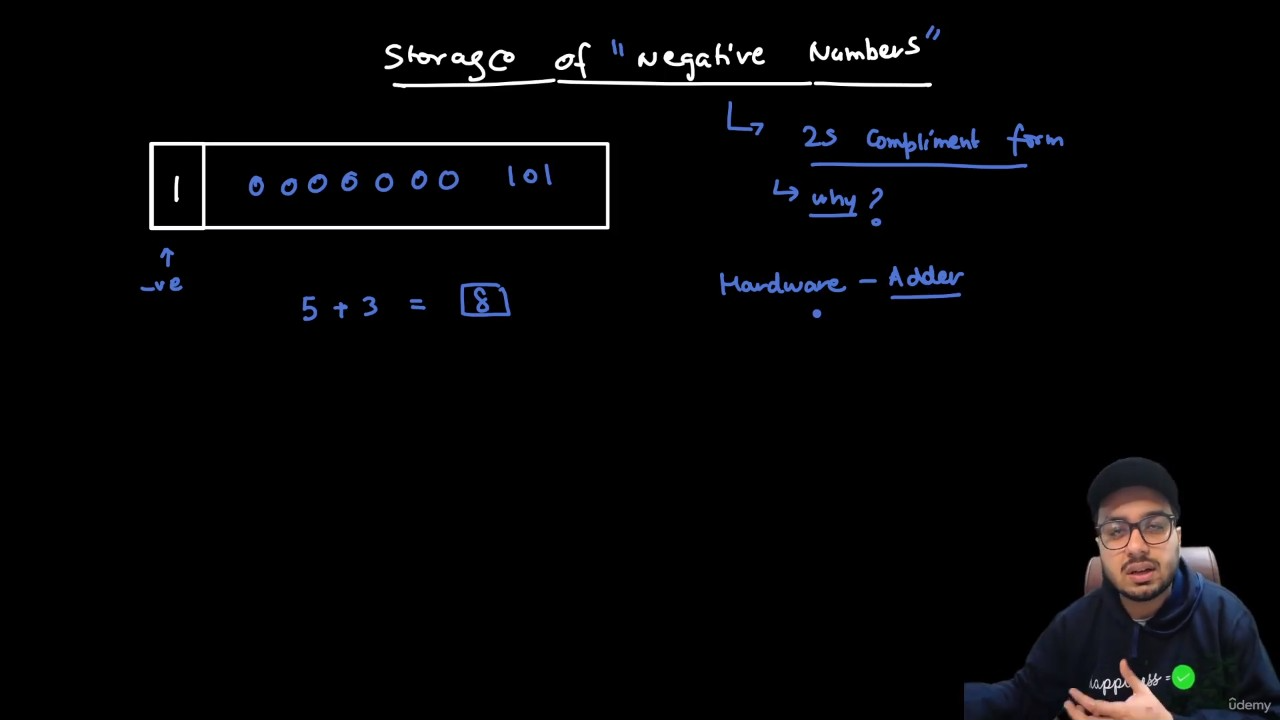 Storage of "Negative Numbers"
↳ 2s Compliment form
↳ why?
1 0 0 0 0 0 0 0 101
↑
-ve
Hardware - Adder
5 + 3 = 8
happiness =
ûdemy